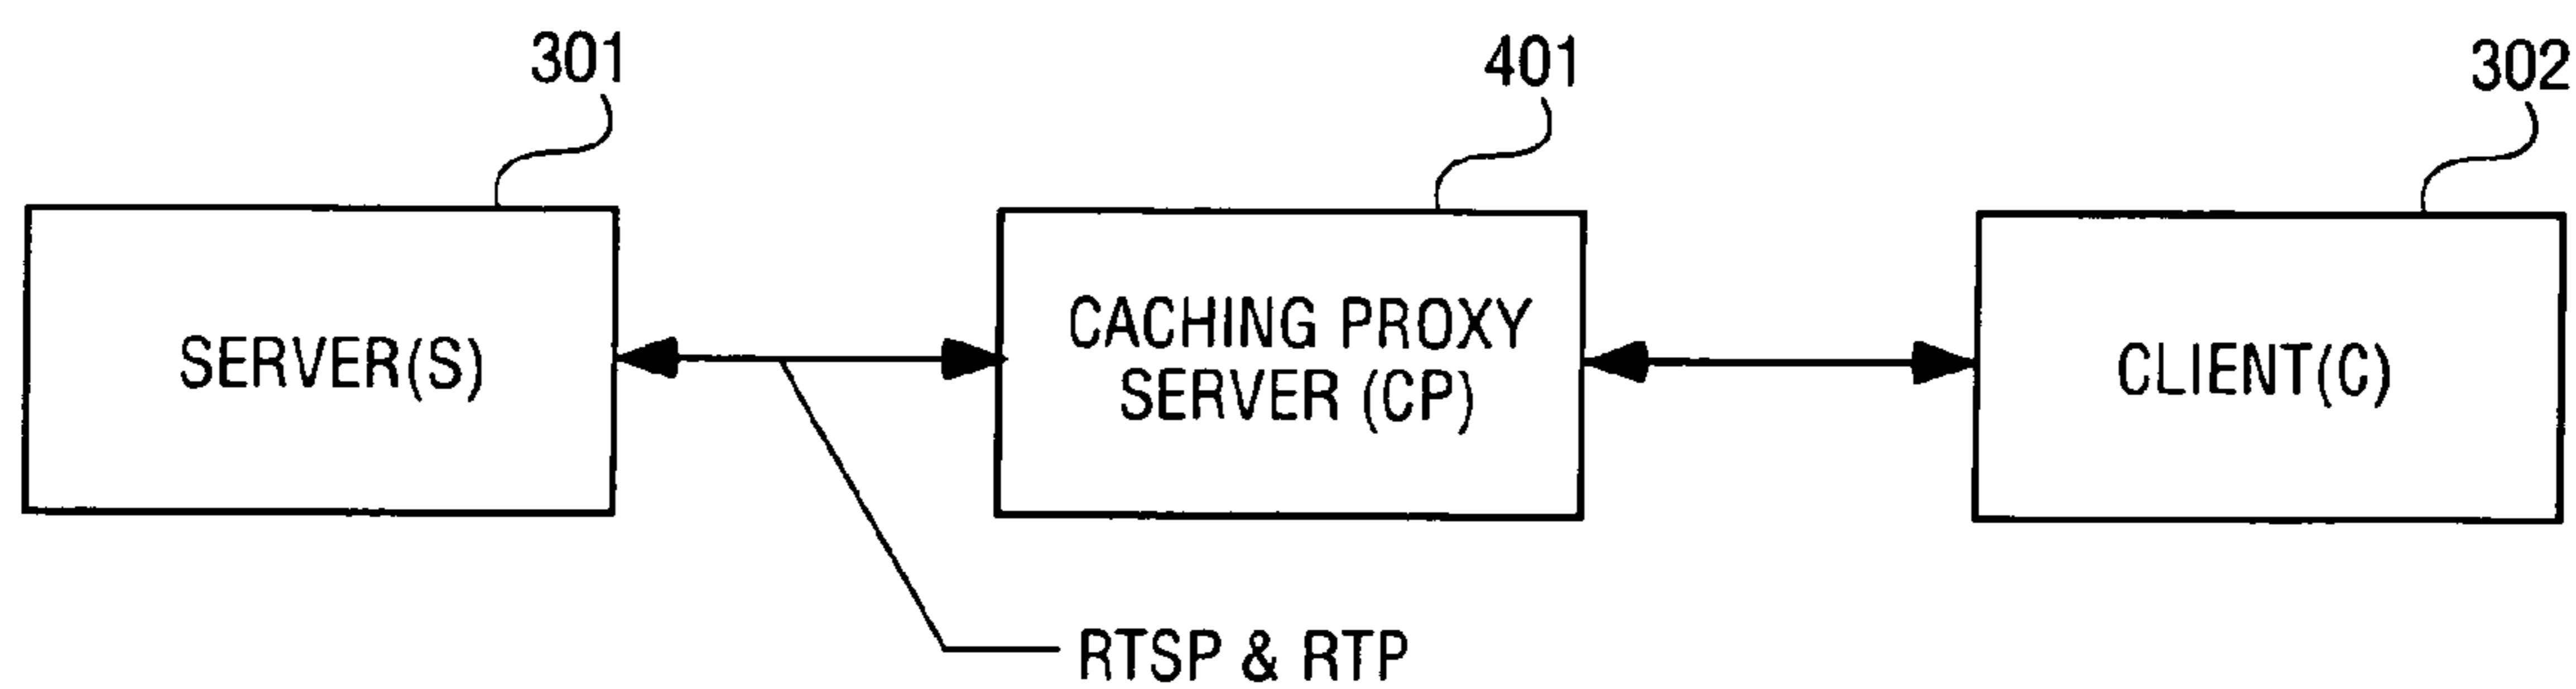 301
401
302
SERVER(S)
CACHING PROXY
SERVER (CP)
CLIENT(C)
RTSP & RTP